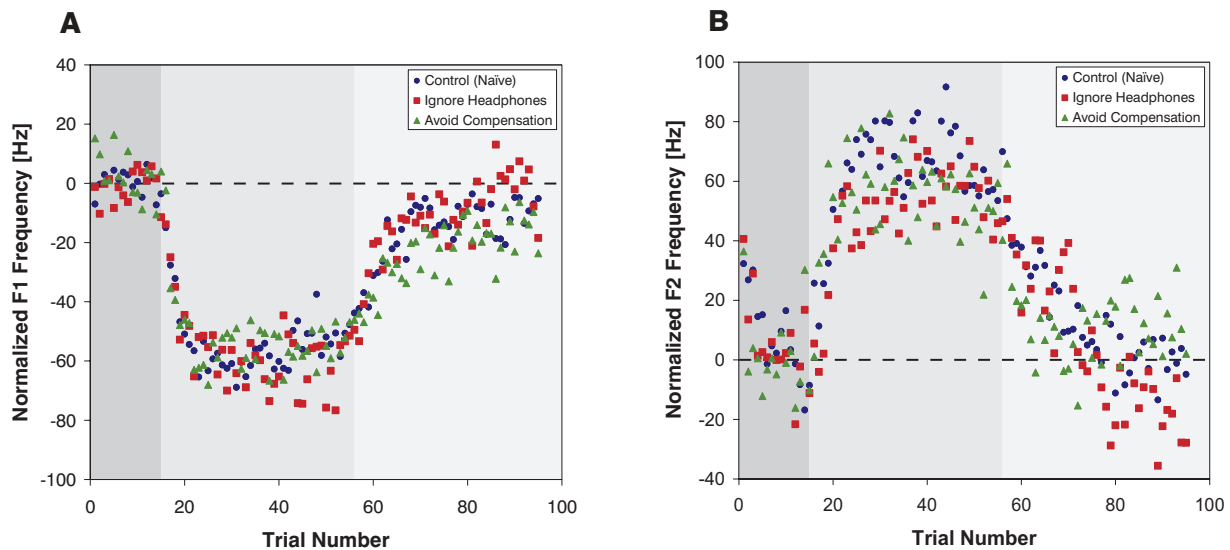 A
Normalized F1 Frequency [Hz]
40
20
0
-20
-40
-60
-80
-100
0
20
40
60
80
100
Trial Number
Control (Naïve)
Ignore Headphones
Avoid Compensation
B
Normalized F2 Frequency [Hz]
100
80
60
40
20
0
-20
-40
0
20
40
60
80
100
Trial Number
Control (Naïve)
Ignore Headphones
Avoid Compensation